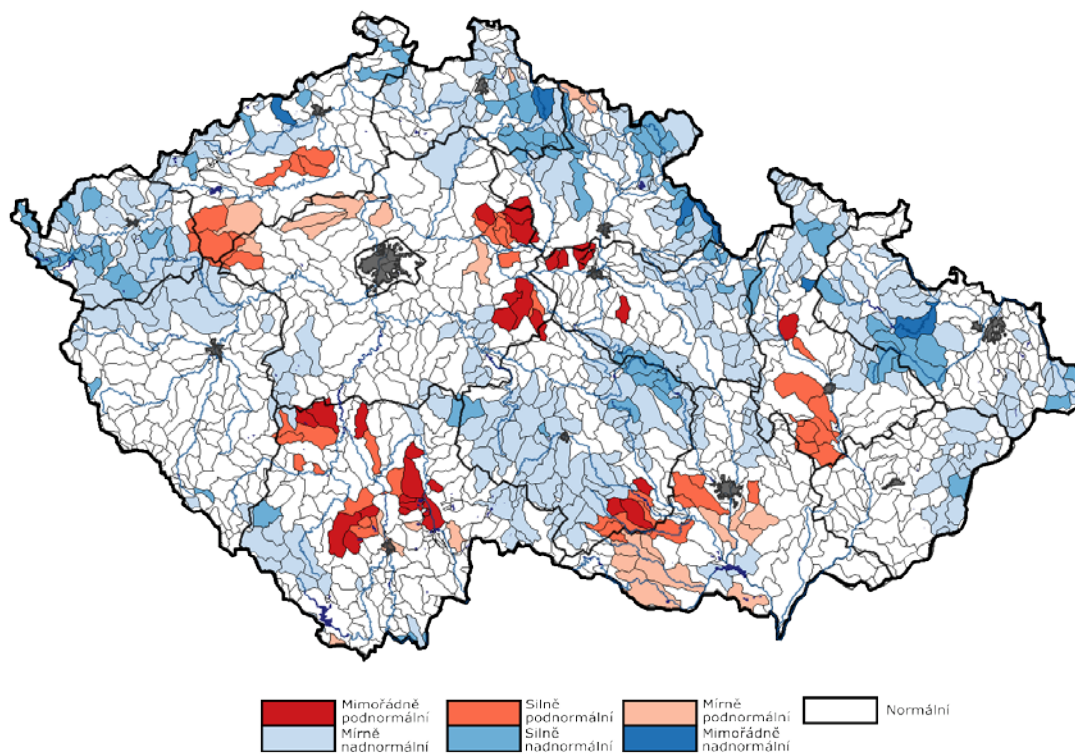 Mimořádně
podnormální
Silně
podnormální
Mírně
podnormální
Normální
Mírně
nadnormální
Silně
nadnormální
Mimořádně
nadnormální